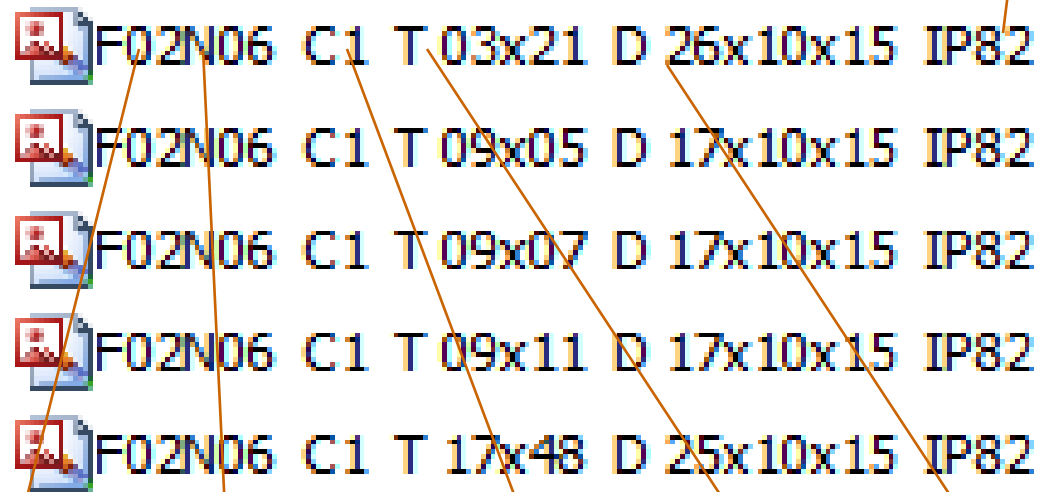 F02N06 C1 T 03x21 D 26x10x15 IP82
F02N06 C1 T 09x05 D 17x10x15 IP82
F02N06 C1 T 09x07 D 17x10x15 IP82
F02N06 C1 T 09x11 D 17x10x15 IP82
F02N06 C1 T 17x48 D 25x10x15 IP82